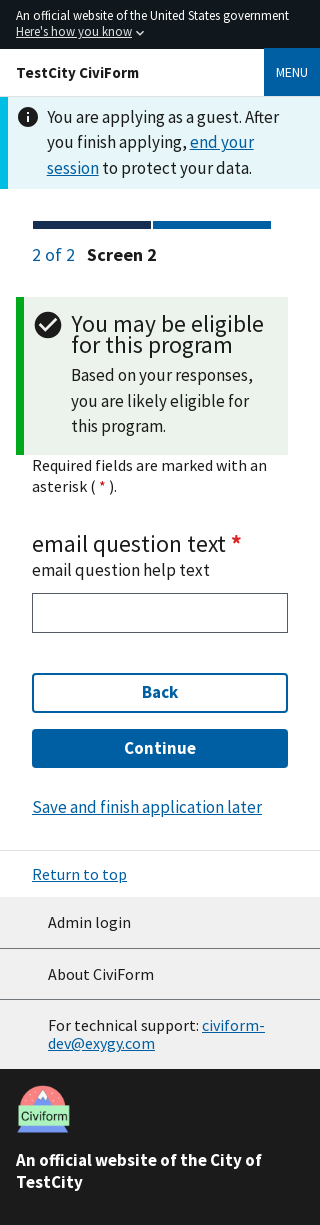 An official website of the United States government
Here's how you know
TestCity CiviForm
MENU
You are applying as a guest. After
you finish applying, end your
session to protect your data.
2 of 2 Screen 2
You may be eligible
for this program
Based on your responses,
you are likely eligible for
this program.
Required fields are marked with an
asterisk ( * ).
email question text *
email question help text
Back
Continue
Save and finish application later
Return to top
Admin login
About CiviForm
For technical support: civiform-
dev@exygy.com
Civiform
An official website of the City of
TestCity